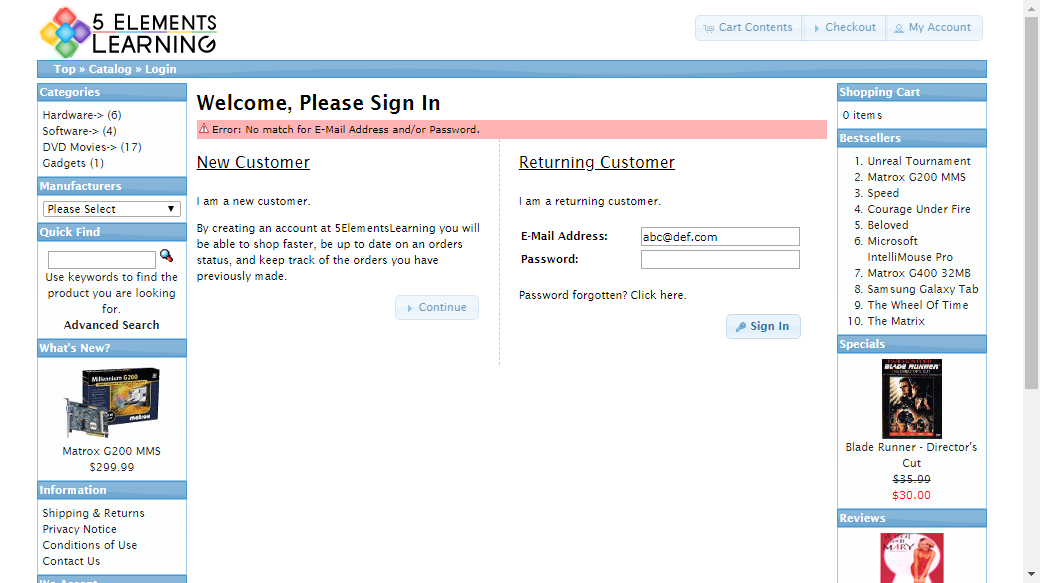 5 ELEMENTS
LEARNING
Cart Contents
Checkout
My Account
Top » Catalog » Login
Categories
Hardware-> (6)
Software-> (4)
DVD Movies-> (17)
Gadgets (1)
Manufacturers
Please Select
Quick Find
Use keywords to find the
product you are looking
for.
Advanced Search
What's New?
Millennium G200
matrox
Matrox G200 MMS
$299.99
Information
Shipping & Returns
Privacy Notice
Conditions of Use
Contact Us
We Accept
Welcome, Please Sign In
Error: No match for E-Mail Address and/or Password.
New Customer
I am a new customer.
By creating an account at 5ElementsLearning you will
be able to shop faster, be up to date on an orders
status, and keep track of the orders you have
previously made.
Continue
Returning Customer
I am a returning customer.
E-Mail Address:
abc@def.com
Password:
Password forgotten? Click here.
Sign In
Shopping Cart
0 items
Bestsellers
1. Unreal Tournament
2. Matrox G200 MMS
3. Speed
4. Courage Under Fire
5. Beloved
6. Microsoft
IntelliMouse Pro
7. Matrox G400 32MB
8. Samsung Galaxy Tab
9. The Wheel Of Time
10. The Matrix
Specials
BLADE RUNNER
Blade Runner - Director's
Cut
$35.99
$30.00
Reviews
MARY